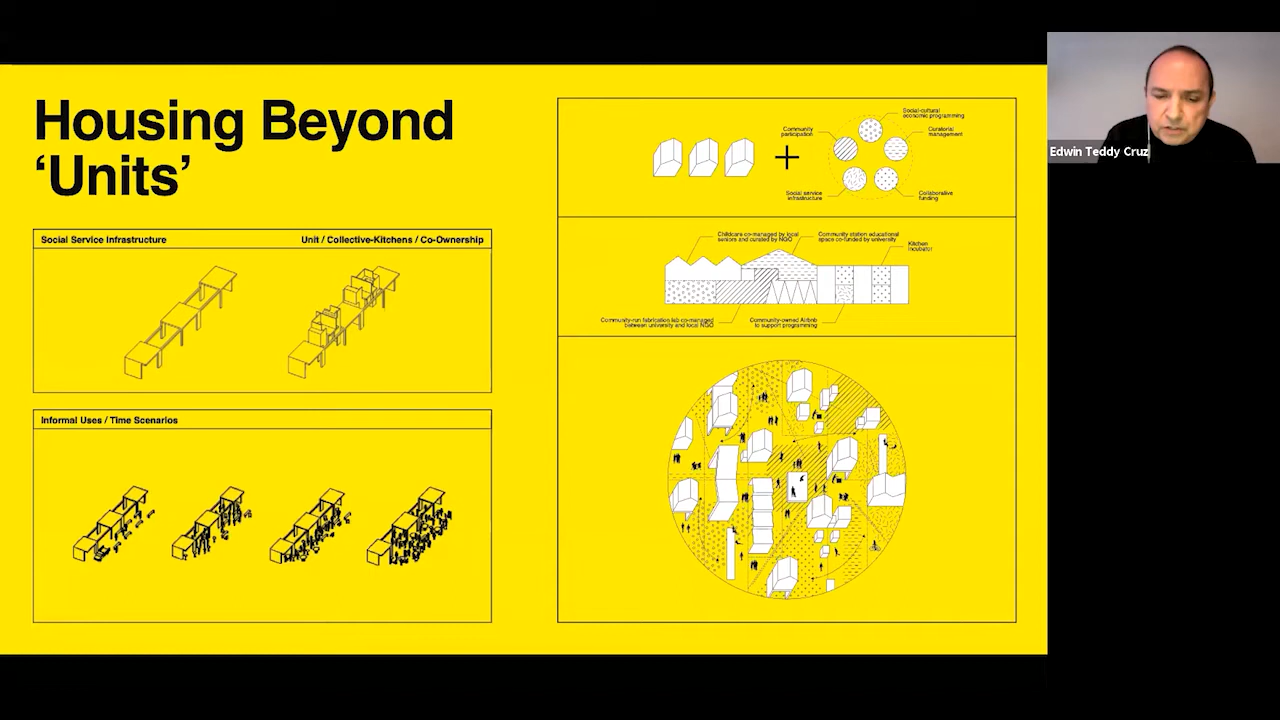 Housing Beyond
‘Units’
Social Service Infrastructure
Unit / Collective-Kitchens / Co-Ownership
Informal Uses / Time Scenarios
Social-cultural
economic programming
Community
participation
Curatorial
management
Social service
infrastructure
Collaborative
funding
Childcare co-managed by local
seniors and curated by NGO
Community station educational
space co-funded by university
Kitchen
incubator
Community-run fabrication lab co-managed
between university and local NGO
Community-owned Airbnb
to support programming
Edwin Teddy Cruz